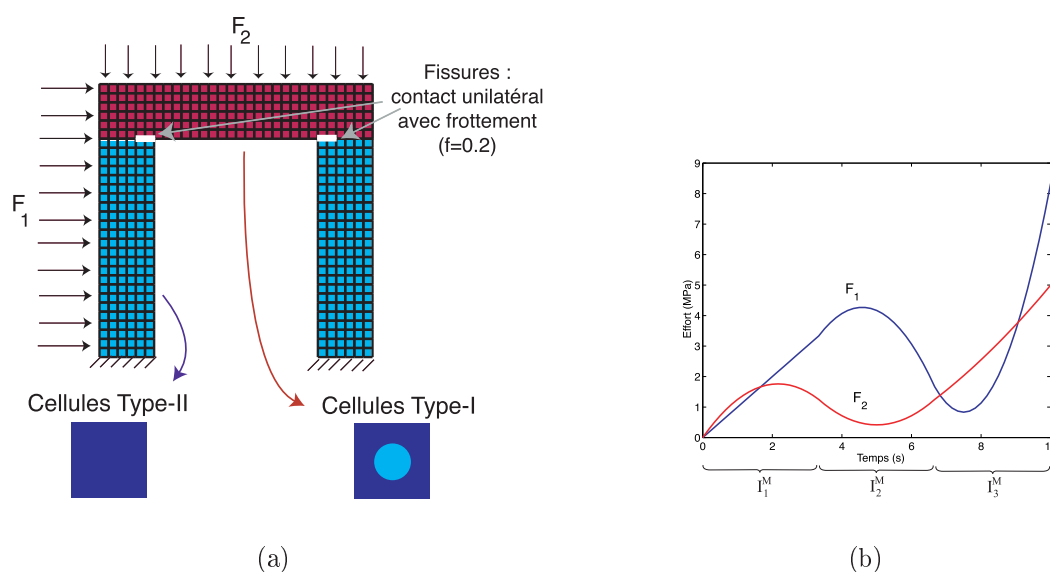 F2
Fissures :
contact unilatéral
avec frottement
(f=0.2)
F1
Cellules Type-II
Cellules Type-I
(a)
9
8
7
6
5
4
3
2
1
0
Effort (MPa)
F1
F2
0 2 4 6 8 1
Temps (s)
I1M I2M I3M
(b)